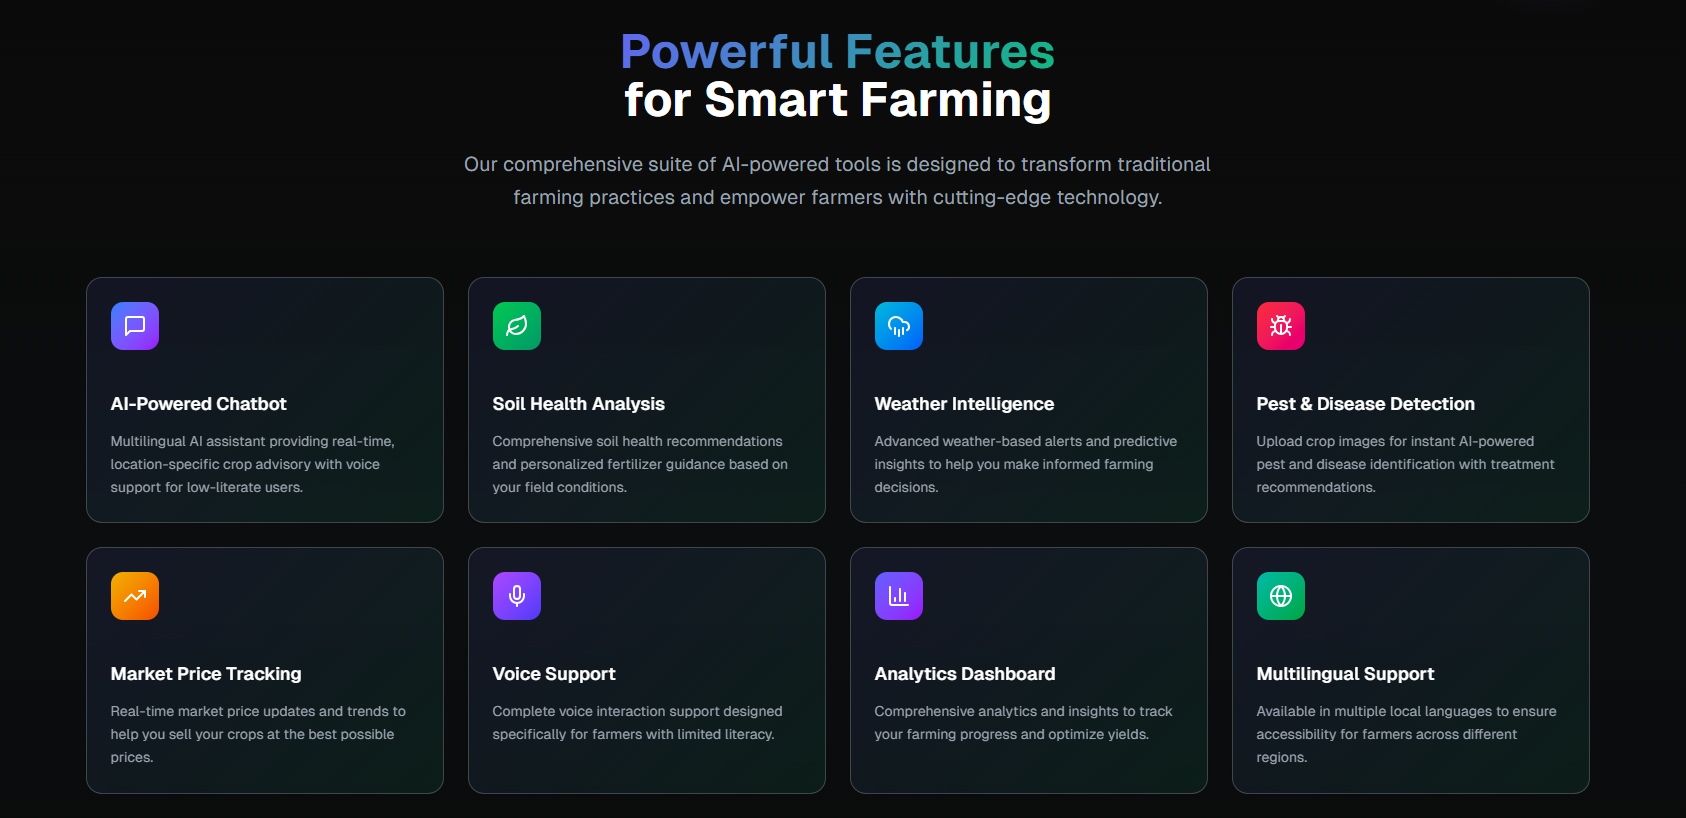 Powerful Features
for Smart Farming
Our comprehensive suite of AI-powered tools is designed to transform traditional
farming practices and empower farmers with cutting-edge technology.
AI-Powered Chatbot
Multilingual AI assistant providing real-time,
location-specific crop advisory with voice
support for low-literate users.
Soil Health Analysis
Comprehensive soil health recommendations
and personalized fertilizer guidance based on
your field conditions.
Weather Intelligence
Advanced weather-based alerts and predictive
insights to help you make informed farming
decisions.
Pest & Disease Detection
Upload crop images for instant AI-powered
pest and disease identification with treatment
recommendations.
Market Price Tracking
Real-time market price updates and trends to
help you sell your crops at the best possible
prices.
Voice Support
Complete voice interaction support designed
specifically for farmers with limited literacy.
Analytics Dashboard
Comprehensive analytics and insights to track
your farming progress and optimize yields.
Multilingual Support
Available in multiple local languages to ensure
accessibility for farmers across different
regions.